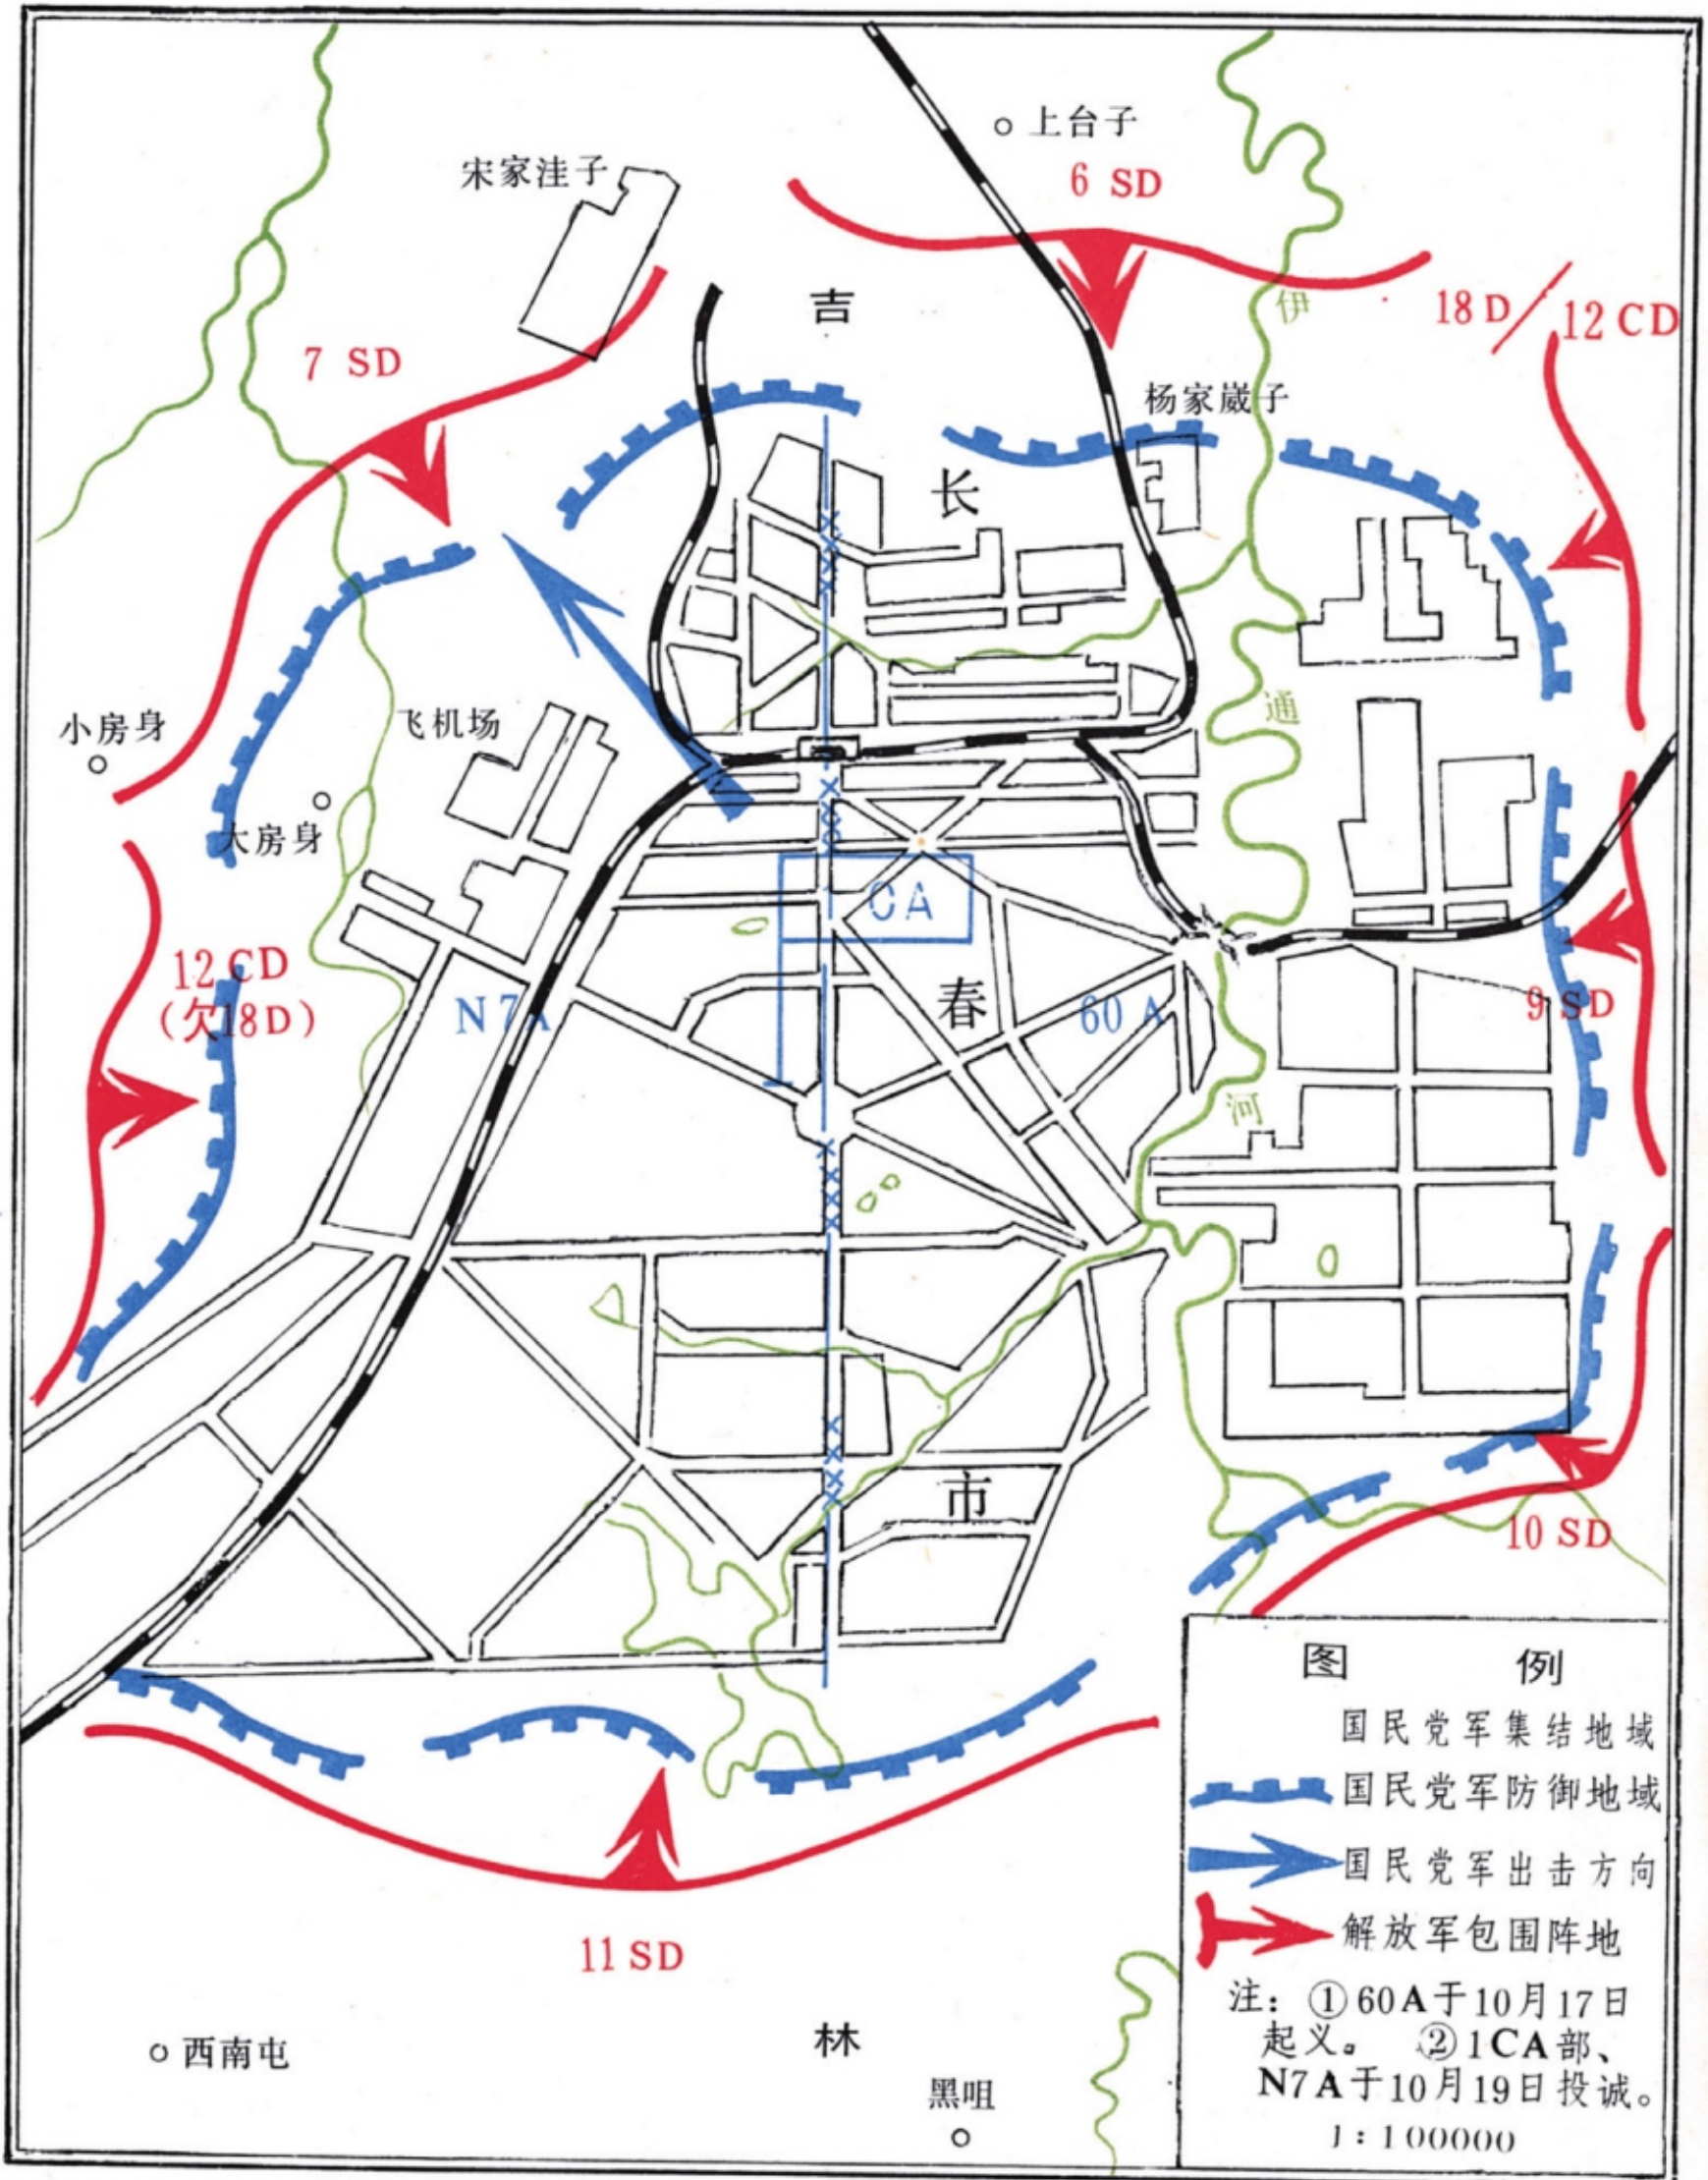 上台子
6 SD
宋家洼子
吉
伊
18 D/12 CD
7 SD
杨家崴子
长
小房身
飞机场
通
大房身
CA
12 CD
(欠18D)
N7A
春
60 A
9 SD
河
市
10 SD
11 SD
林
西南屯
黑咀
图 例
国民党军集结地域
国民党军防御地域
国民党军出击方向
解放军包围阵地
注：①60A于10月17日
起义。 ②1CA部、
N7A于10月19日投诚。
1：100000